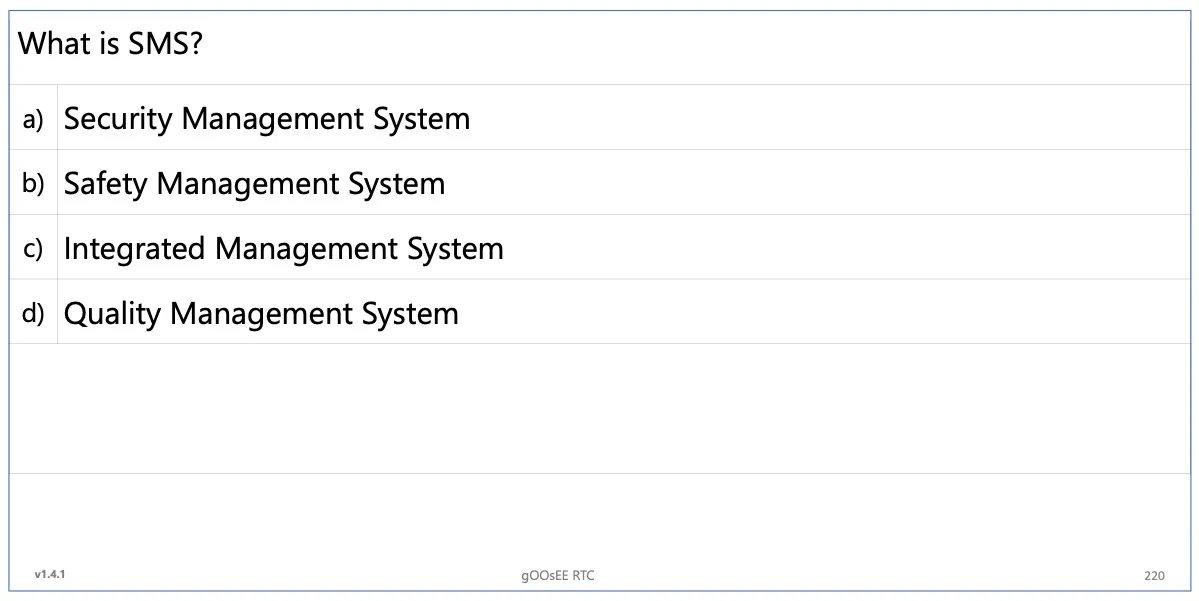 What is SMS?
a) Security Management System
b) Safety Management System
c) Integrated Management System
d) Quality Management System
v1.4.1 gOOsEE RTC 220